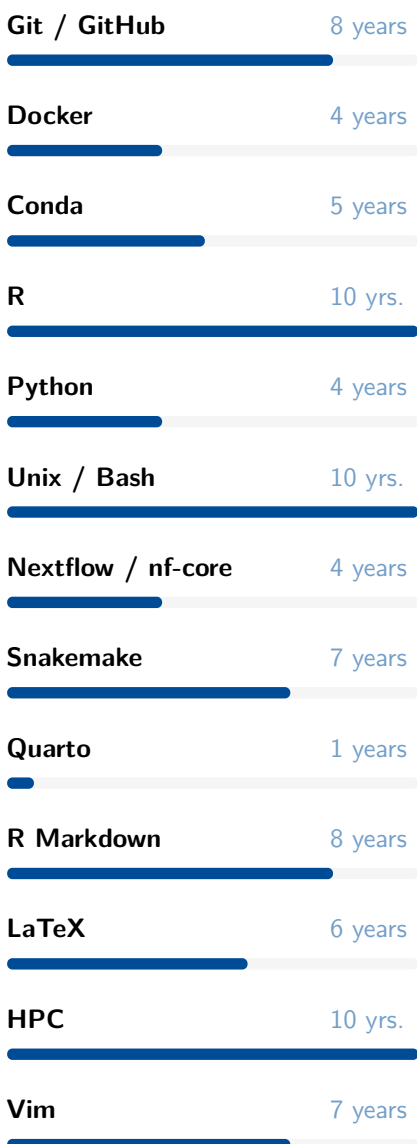 Git / GitHub 8 years
Docker 4 years
Conda 5 years
R 10 yrs.
Python 4 years
Unix / Bash 10 yrs.
Nextflow / nf-core 4 years
Snakemake 7 years
Quarto 1 years
R Markdown 8 years
LaTeX 6 years
HPC 10 yrs.
Vim 7 years